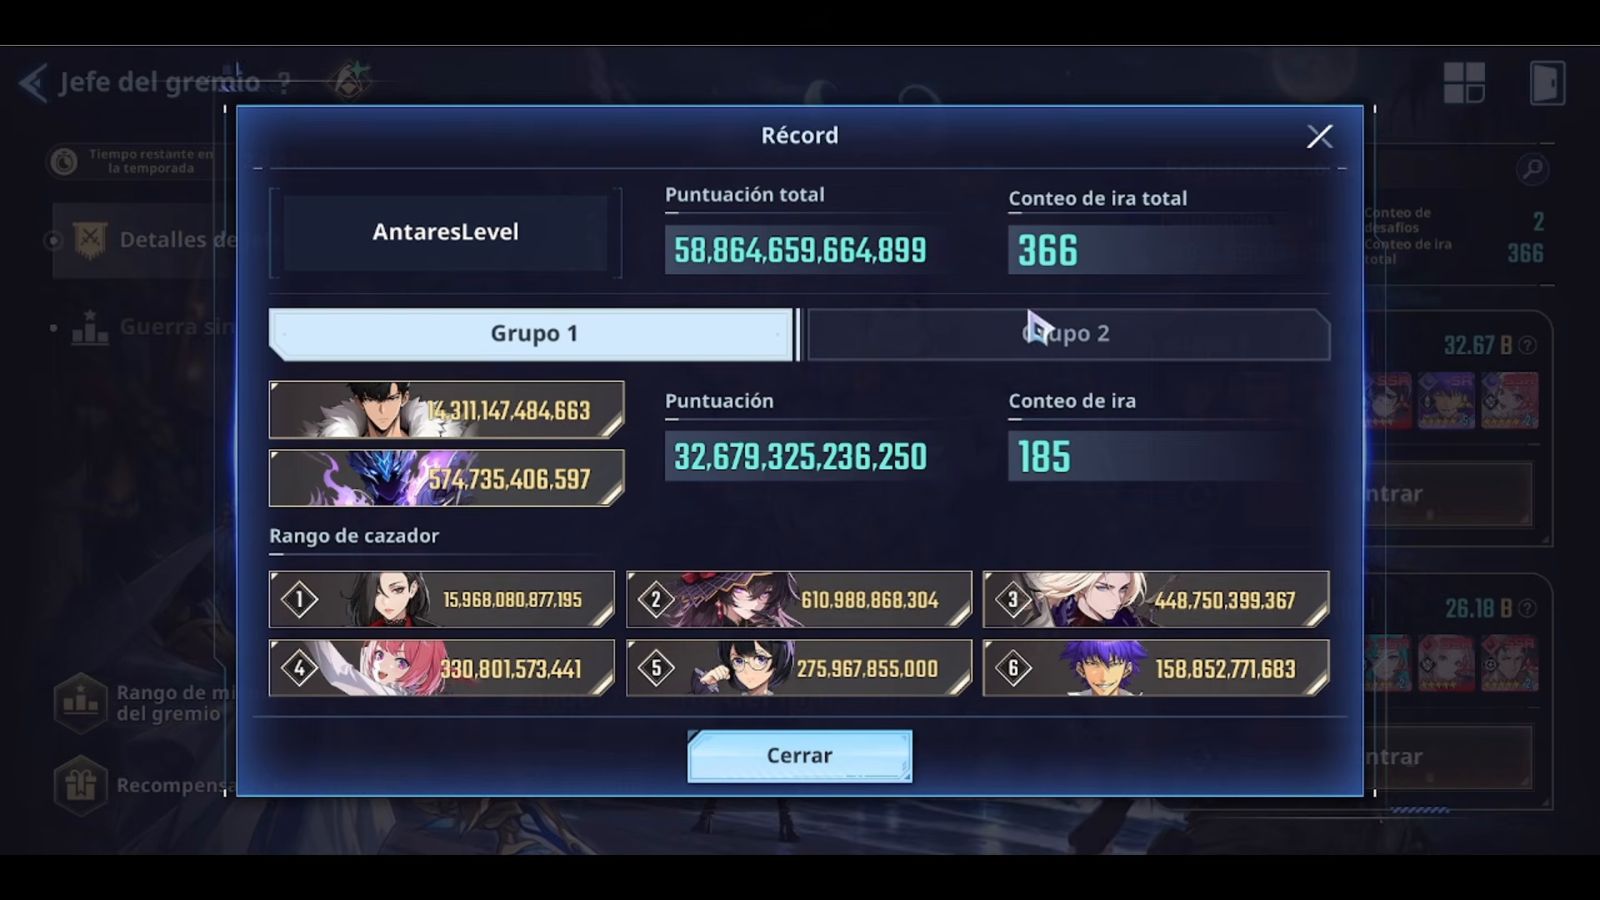 Jefe del gremio ?
Récord
Tiempo restante en
la temporada
AntaresLevel
Puntuación total
58,864,659,664,899
Conteo de ira total
366
Detalles de
Conteo de
desafíos
2
Conteo de ira
total
366
Guerra sin
Grupo 1
Grupo 2
32.67 B ?
14,311,147,484,663
574,735,406,597
Puntuación
32,679,325,236,250
Conteo de ira
185
SSR
SR
SSR
ntrar
Rango de cazador
1
15,968,080,877,195
2
610,988,868,304
3
448,750,399,367
4
330,801,573,441
5
275,967,855,000
6
158,852,771,683
26.18 B ?
Rango de mi
del gremio
Cerrar
ntrar
Recompensa